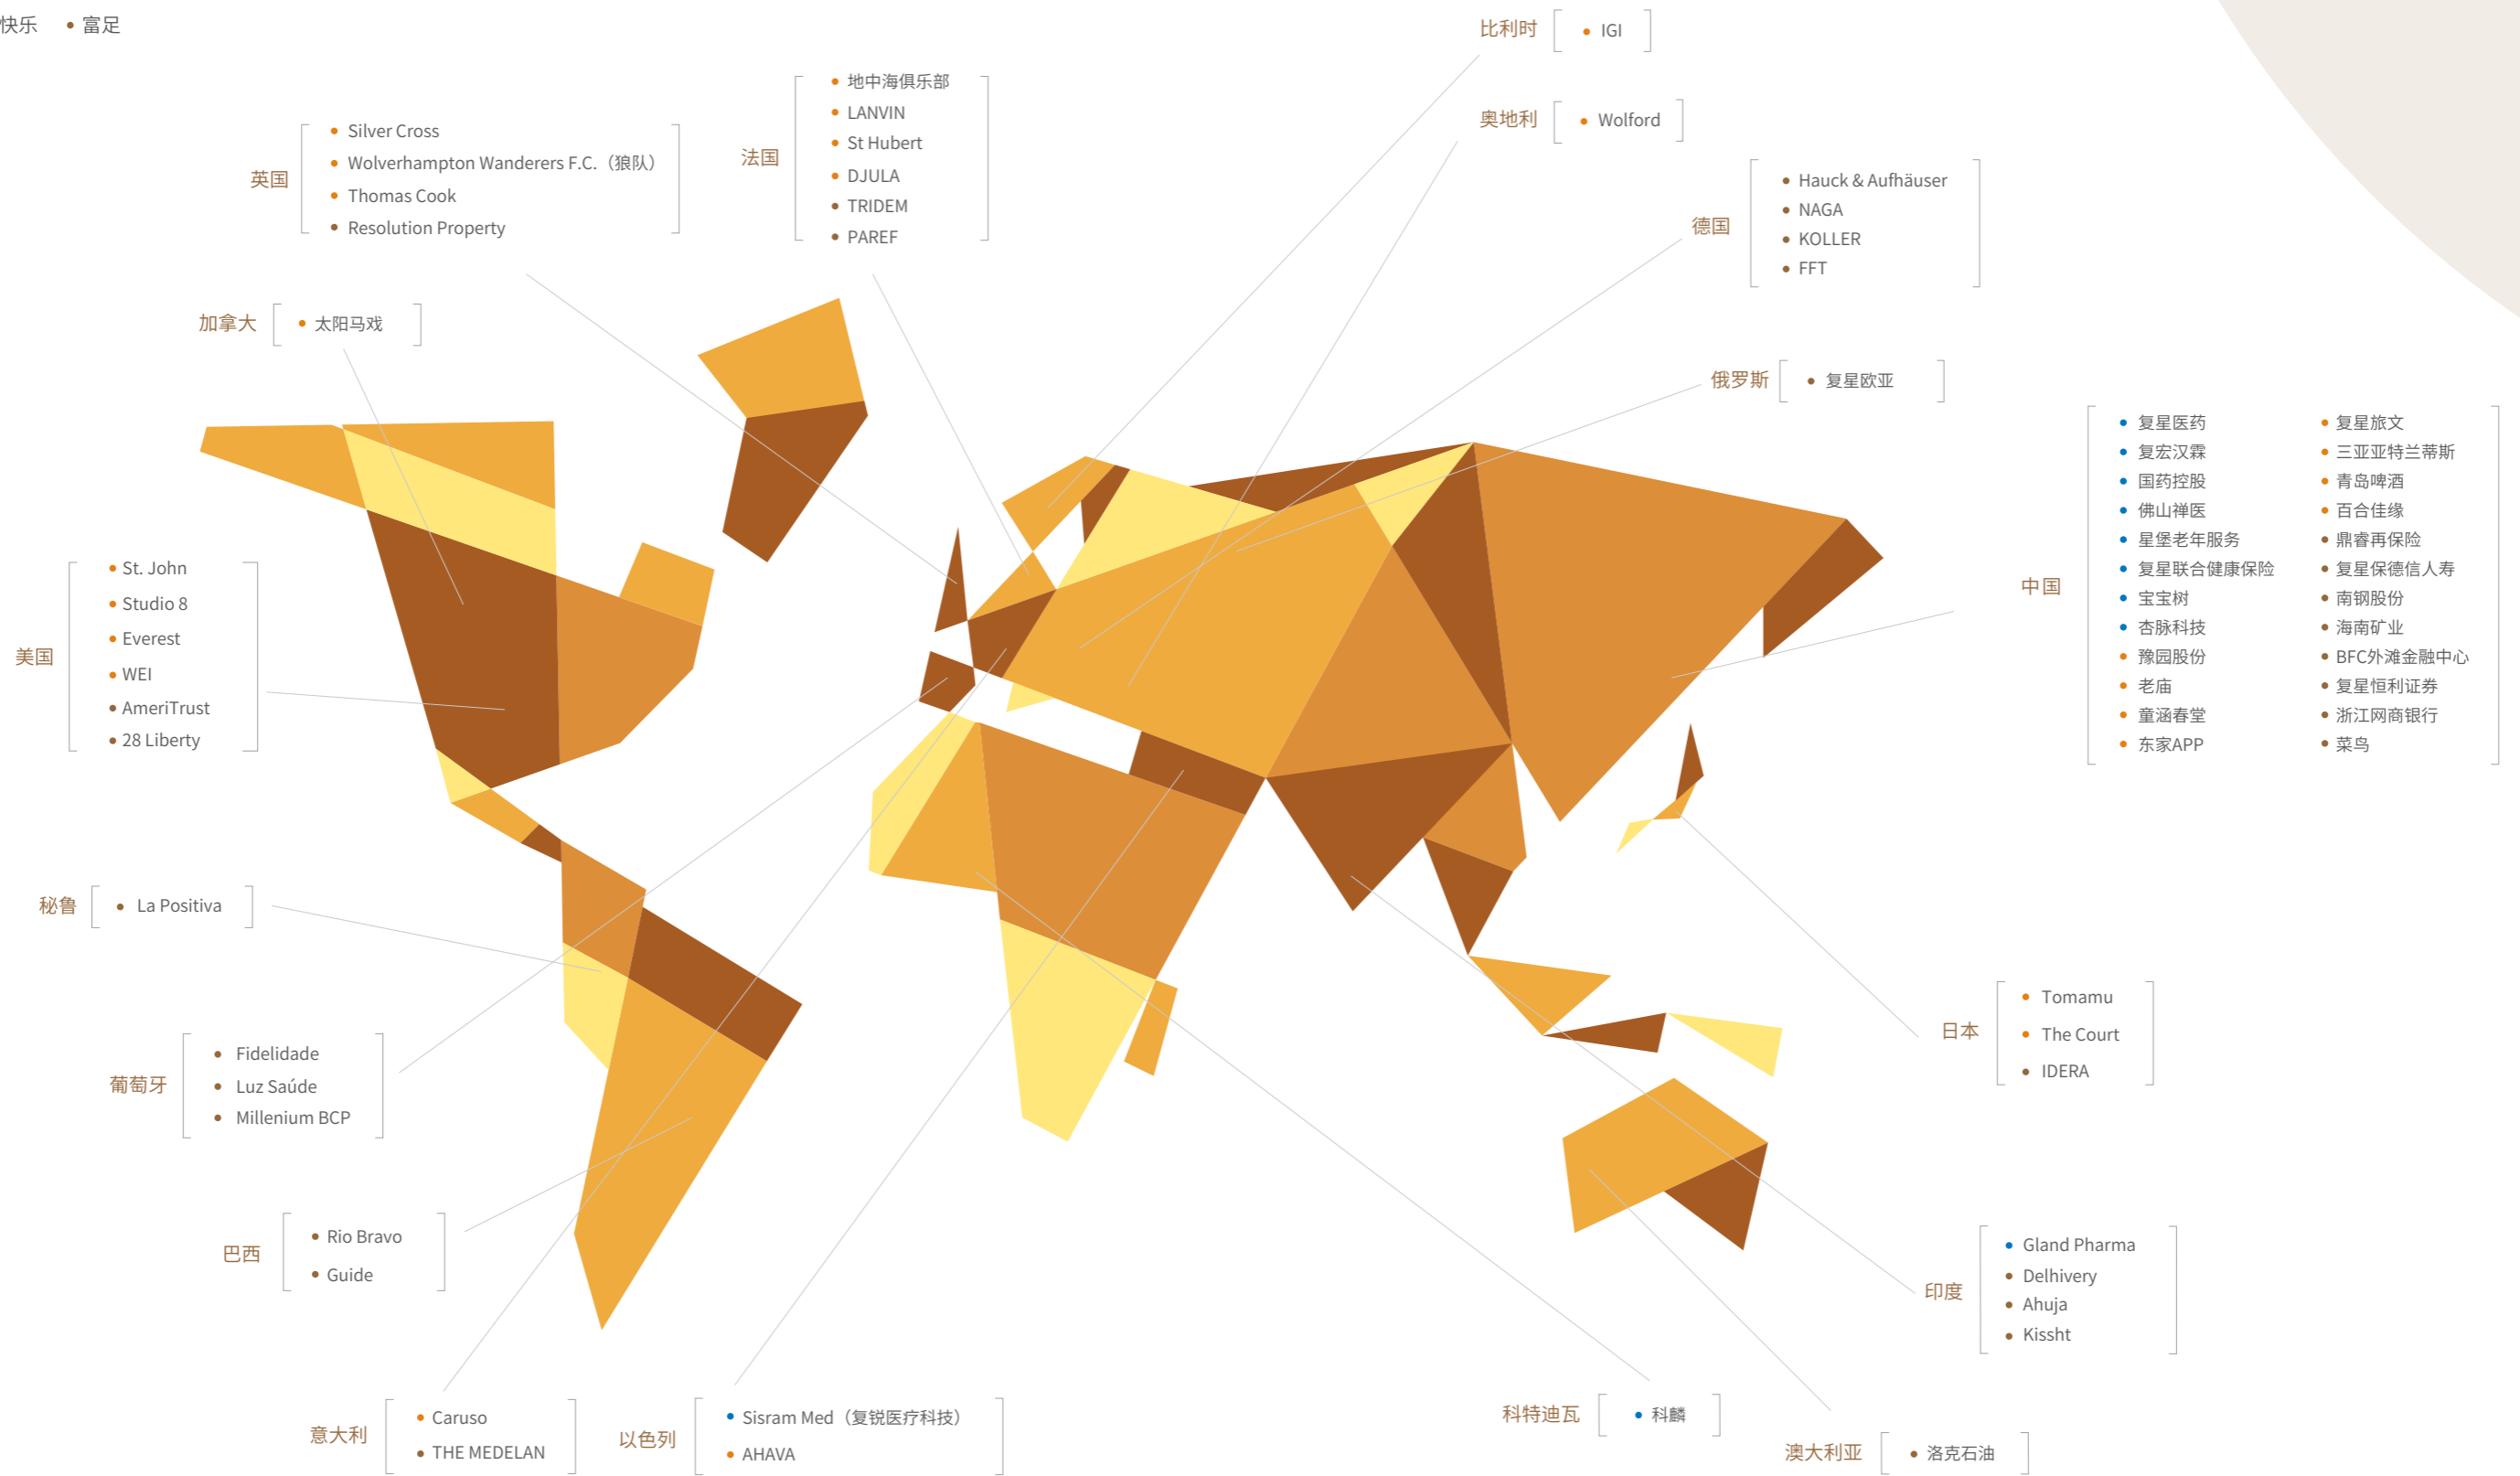 快乐 • 富足
比利时
• IGI
奥地利
• Wolford
法国
• 地中海俱乐部
• LANVIN
• St Hubert
• DJULA
• TRIDEM
• PAREF
英国
• Silver Cross
• Wolverhampton Wanderers F.C.（狼队）
• Thomas Cook
• Resolution Property
德国
• Hauck & Aufhäuser
• NAGA
• KOLLER
• FFT
加拿大
• 太阳马戏
俄罗斯
• 复星欧亚
中国
• 复星医药
• 复宏汉霖
• 国药控股
• 佛山禅医
• 星堡老年服务
• 复星联合健康保险
• 宝宝树
• 杏脉科技
• 豫园股份
• 老庙
• 童涵春堂
• 东家APP
• 复星旅文
• 三亚亚特兰蒂斯
• 青岛啤酒
• 百合佳缘
• 鼎睿再保险
• 复星保德信人寿
• 南钢股份
• 海南矿业
• BFC外滩金融中心
• 复星恒利证券
• 浙江网商银行
• 菜鸟
美国
• St. John
• Studio 8
• Everest
• WEI
• AmeriTrust
• 28 Liberty
秘鲁
• La Positiva
葡萄牙
• Fidelidade
• Luz Saúde
• Millenium BCP
日本
• Tomamu
• The Court
• IDERA
巴西
• Rio Bravo
• Guide
印度
• Gland Pharma
• Delhivery
• Ahuja
• Kissht
意大利
• Caruso
• THE MEDELAN
以色列
• Sisram Med（复锐医疗科技）
• AHAVA
科特迪瓦
• 科麟
澳大利亚
• 洛克石油